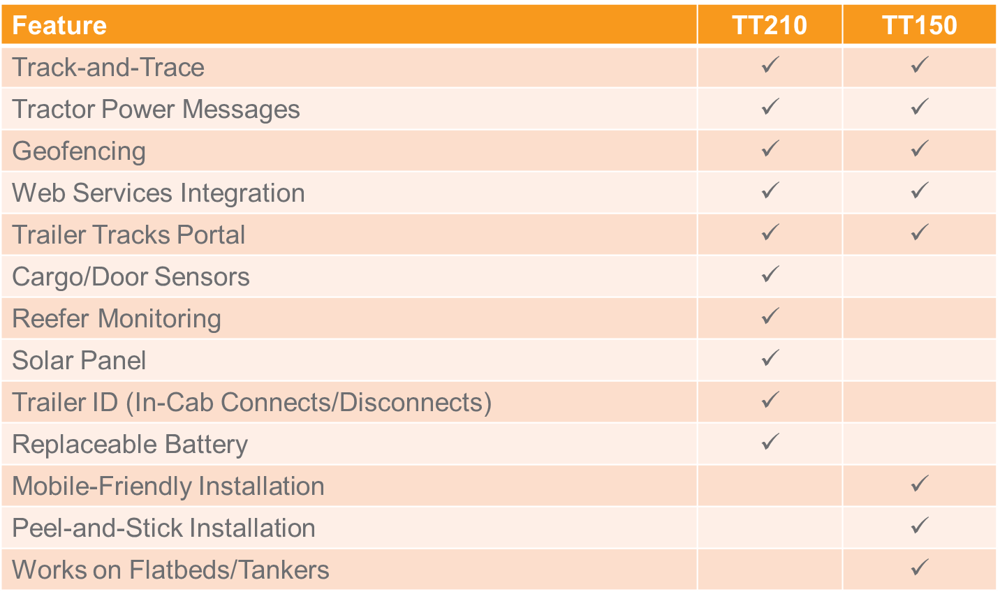 Feature TT210 TT150
Track-and-Trace ✓ ✓
Tractor Power Messages ✓ ✓
Geofencing ✓ ✓
Web Services Integration ✓ ✓
Trailer Tracks Portal ✓ ✓
Cargo/Door Sensors ✓
Reefer Monitoring ✓
Solar Panel ✓
Trailer ID (In-Cab Connects/Disconnects) ✓
Replaceable Battery ✓
Mobile-Friendly Installation ✓
Peel-and-Stick Installation ✓
Works on Flatbeds/Tankers ✓